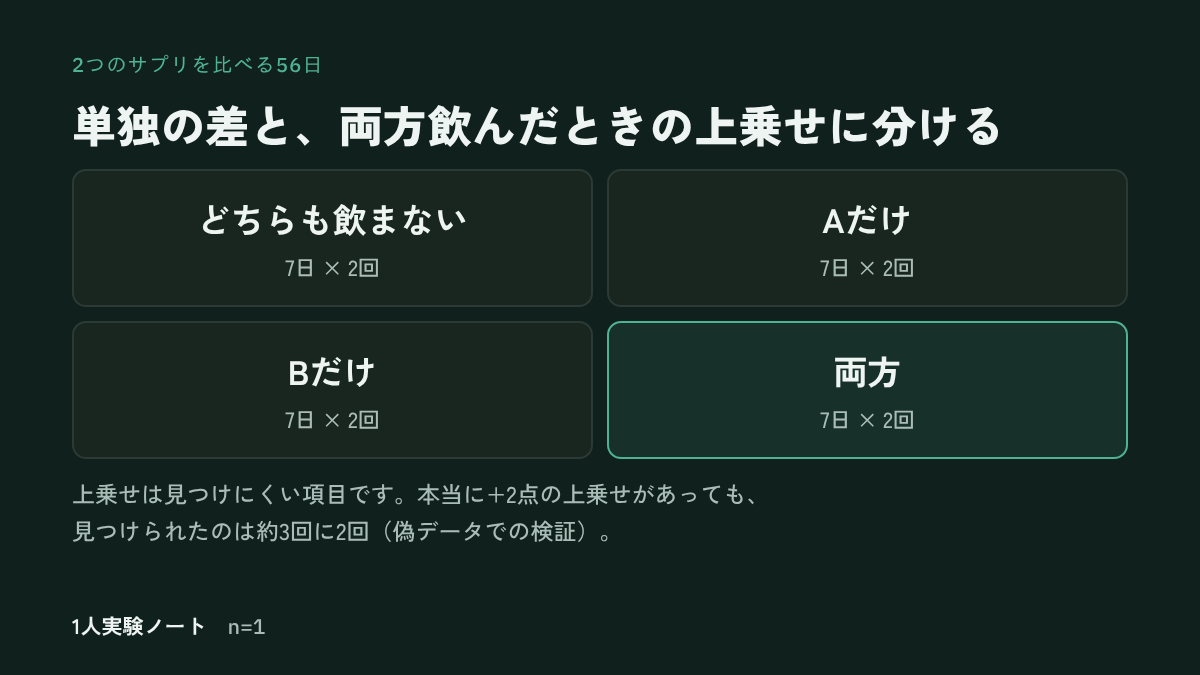 2つのサプリを比べる56日
単独の差と、両方飲んだときの上乗せに分ける
どちらも飲まない
7日 × 2回
Aだけ
7日 × 2回
Bだけ
7日 × 2回
両方
7日 × 2回
上乗せは見つけにくい項目です。本当に＋2点の上乗せがあっても、
見つけられたのは約3回に2回（偽データでの検証）。
1人実験ノート n=1